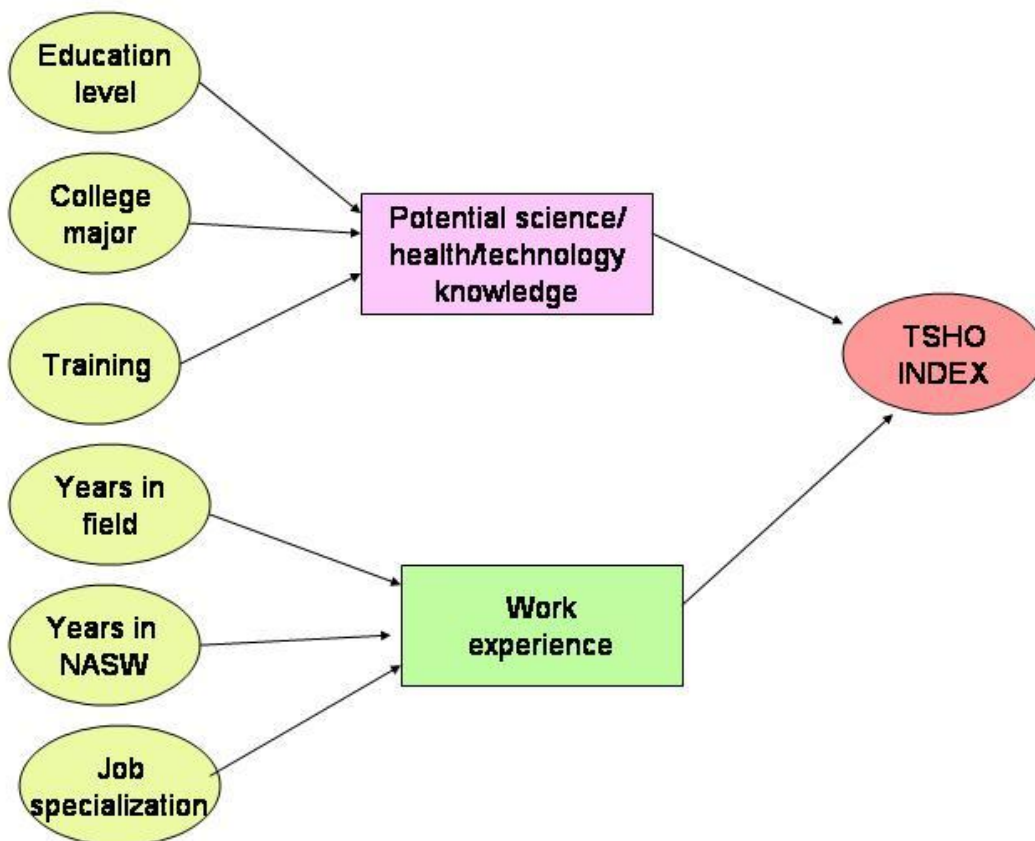 Education
level
College
major
Training
Potential science/
health/technology
knowledge
TSHO
INDEX
Years in
field
Years in
NASW
Job
specialization
Work
experience